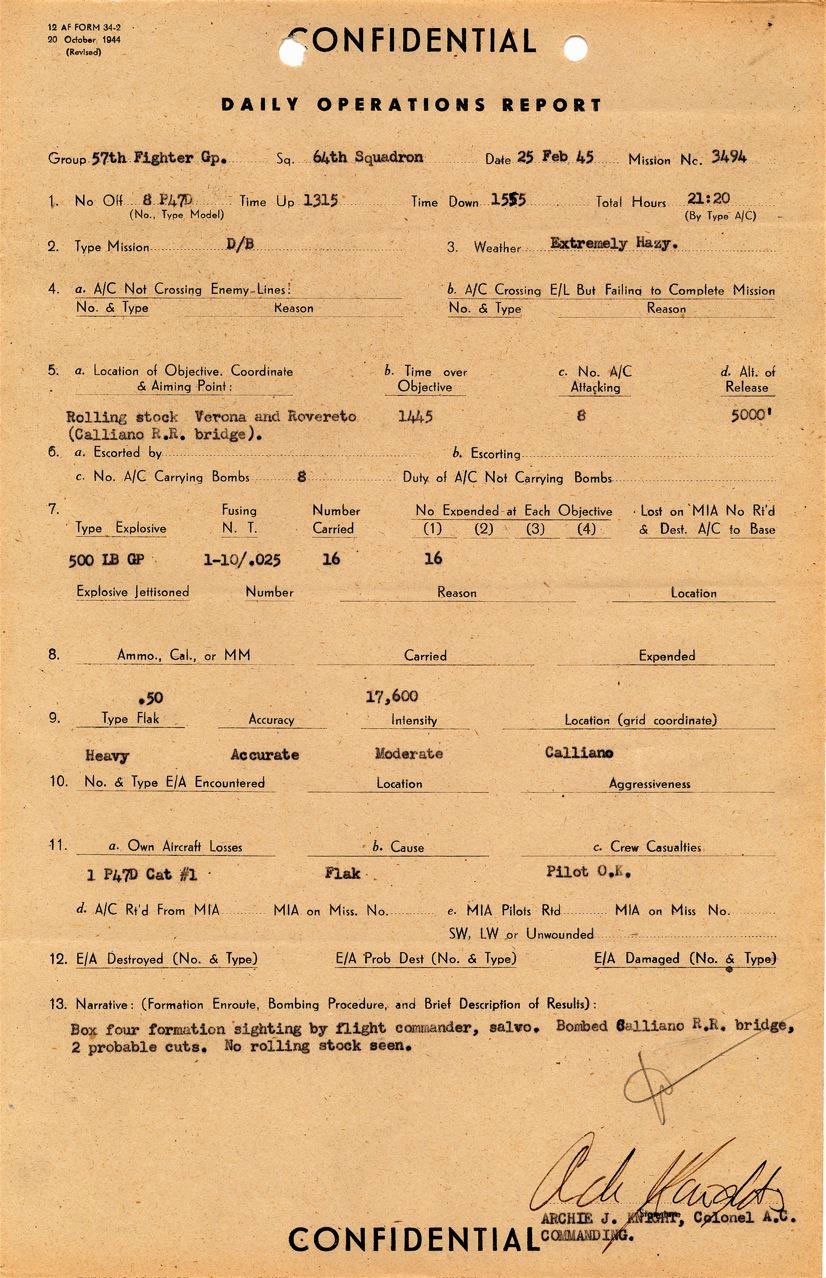 12 AF FORM 34-2
20 October, 1944
(Revised)
CONFIDENTIAL
DAILY OPERATIONS REPORT
Group 57th Fighter Gp. Sq. 64th Squadron Date 25 Feb 45 Mission Nc. 3494
1. No Off 8 P47D Time Up 1315 Time Down 1555 Total Hours 21:20
(No., Type Model) (By Type A/C)
2. Type Mission D/B 3. Weather Extremely Hazy.
4. a. A/C Not Crossing Enemy-Lines: b. A/C Crossing E/L But Failing to Complete Mission
No. & Type Reason No. & Type Reason
5. a. Location of Objective, Coordinate b. Time over c. No. A/C d. Alt. of
& Aiming Point: Objective Attacking Release
Rolling stock Verona and Rovereto 1445 8 5000'
(Calliano R.R. bridge).
6. a. Escorted by b. Escorting
c. No. A/C Carrying Bombs 8 Duty of A/C Not Carrying Bombs
7. Fusing Number No Expended at Each Objective Lost on MIA No Rt'd
Type Explosive N. T. Carried (1) (2) (3) (4) & Dest. A/C to Base
500 LB GP 1-10/.025 16 16
Explosive Jettisoned Number Reason Location
8. Ammo., Cal., or MM Carried Expended
.50 17,600
9. Type Flak Accuracy Intensity Location (grid coordinate)
Heavy Accurate Moderate Calliano
10. No. & Type E/A Encountered Location Aggressiveness
11. a. Own Aircraft Losses b. Cause c. Crew Casualties
1 P47D Cat #1 Flak Pilot O.K.
d. A/C Rt'd From MIA MIA on Miss. No. e. MIA Pilots Rtd MIA on Miss No.
SW, LW or Unwounded
12. E/A Destroyed (No. & Type) E/A Prob Dest (No. & Type) E/A Damaged (No. & Type)
13. Narrative: (Formation Enroute, Bombing Procedure, and Brief Description of Results):
Box four formation sighting by flight commander, salvo. Bombed Calliano R.R. bridge,
2 probable cuts. No rolling stock seen.
ARCHIE J. KNIGHT, Colonel A.C.
COMMANDING.
CONFIDENTIAL